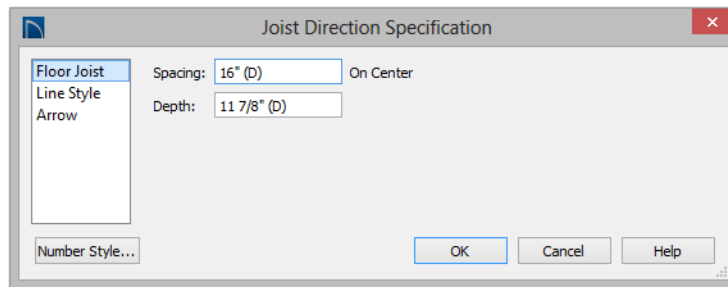 Joist Direction Specification
Floor Joist
Line Style
Arrow
Spacing: 16" (D) On Center
Depth: 11 7/8" (D)
Number Style...
OK Cancel Help